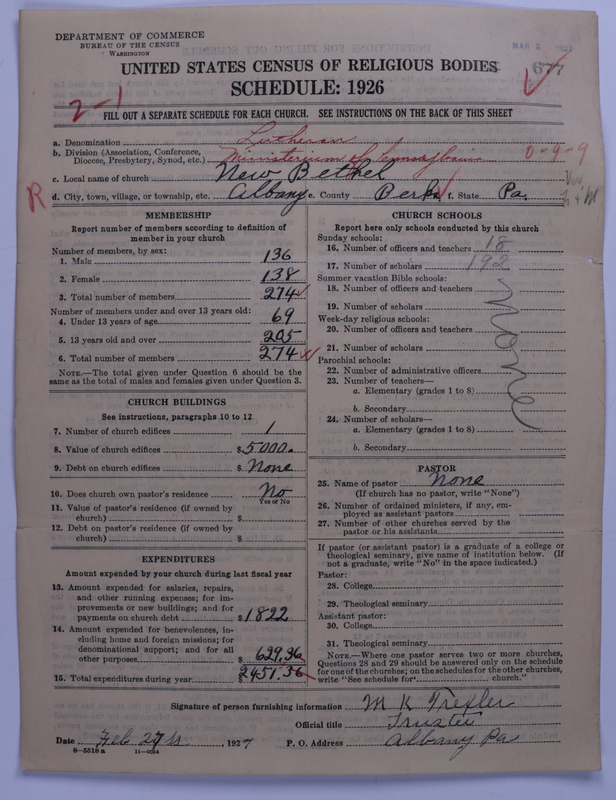 DEPARTMENT OF COMMERCE
BUREAU OF THE CENSUS
WASHINGTON
MAR 2 1927
UNITED STATES CENSUS OF RELIGIOUS BODIES
677
SCHEDULE: 1926
2-1
FILL OUT A SEPARATE SCHEDULE FOR EACH CHURCH. SEE INSTRUCTIONS ON THE BACK OF THIS SHEET
a. Denomination Lutheran
b. Division (Association, Conference, Diocese, Presbytery, Synod, etc.) Ministerium of Pennsylvania 0-9-9
c. Local name of church New Bethel
R d. City, town, village, or township, etc. Albany e. County Berks f. State Pa.
MEMBERSHIP
Report number of members according to definition of
member in your church
Number of members, by sex:
1. Male 136
2. Female 138
3. Total number of members 274
Number of members under and over 13 years old:
4. Under 13 years of age 69
5. 13 years old and over 205
6. Total number of members 274
NOTE.—The total given under Question 6 should be
same as the total of males and females given under Question 3.
CHURCH BUILDINGS
See instructions, paragraphs 10 to 12
7. Number of church edifices 1
8. Value of church edifices $5000.
9. Debt on church edifices $ None
10. Does church own pastor's residence No
Yes or No
11. Value of pastor's residence (if owned by
church) $
12. Debt on pastor's residence (if owned by
church) $
EXPENDITURES
Amount expended by your church during last fiscal year
13. Amount expended for salaries, repairs,
and other running expenses; for im-
provements or new buildings; and for
payments on church debt $1822
14. Amount expended for benevolences, in-
cluding home and foreign missions; for
denominational support; and for all
other purposes $ 629.36
15. Total expenditures during year $2451.36
CHURCH SCHOOLS
Report here only schools conducted by this church
Sunday schools:
16. Number of officers and teachers 18
17. Number of scholars 192
Summer vacation Bible schools:
18. Number of officers and teachers
19. Number of scholars
None
Week-day religious schools:
20. Number of officers and teachers
21. Number of scholars
Parochial schools:
22. Number of administrative officers
23. Number of teachers—
a. Elementary (grades 1 to 8)
b. Secondary
24. Number of scholars—
a. Elementary (grades 1 to 8)
b. Secondary
PASTOR
25. Name of pastor None
(If church has no pastor, write "None")
26. Number of ordained ministers, if any, em-
ployed as assistant pastors
27. Number of other churches served by the
pastor or his assistants
If pastor (or assistant pastor) is a graduate of a college or
theological seminary, give name of institution below. (If
not a graduate, write "No" in the space indicated.)
Pastor:
28. College
29. Theological seminary
Assistant pastor:
30. College
31. Theological seminary
NOTE.—Where one pastor serves two or more churches,
Questions 28 and 29 should be answered only on the schedule
for one of the churches; on the schedules for the other churches,
write "See schedule for church."
Signature of person furnishing information M K Trexler
Official title Trustee
Date Feb 27th, 1927 P. O. Address Albany Pa
8—5518 a 11—9064